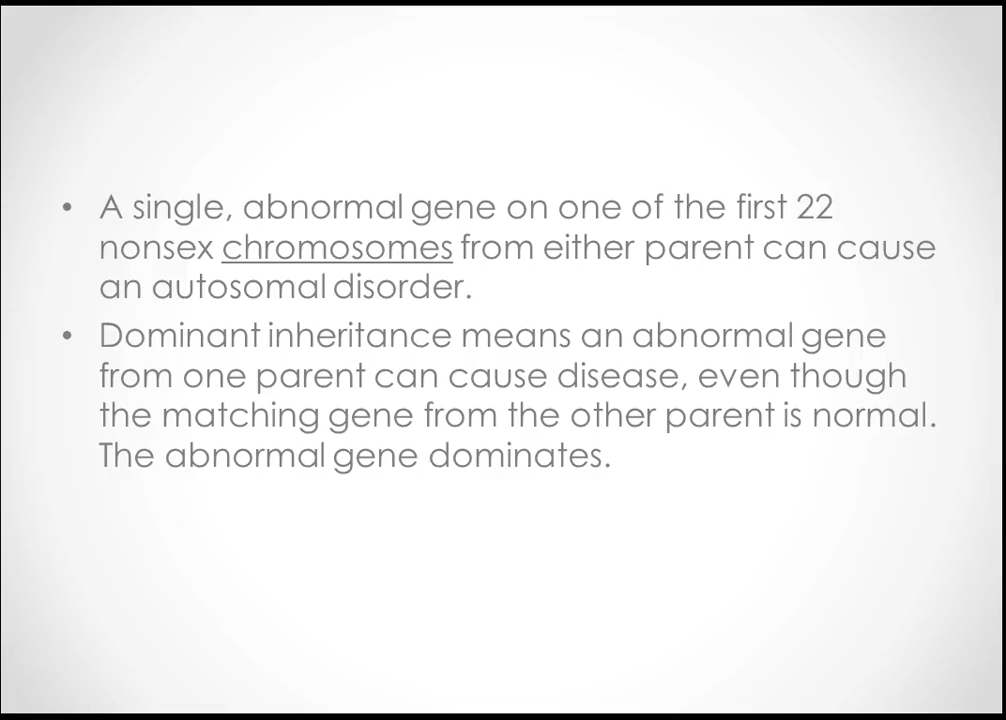 • A single, abnormal gene on one of the first 22
nonsex chromosomes from either parent can cause
an autosomal disorder.
• Dominant inheritance means an abnormal gene
from one parent can cause disease, even though
the matching gene from the other parent is normal.
The abnormal gene dominates.